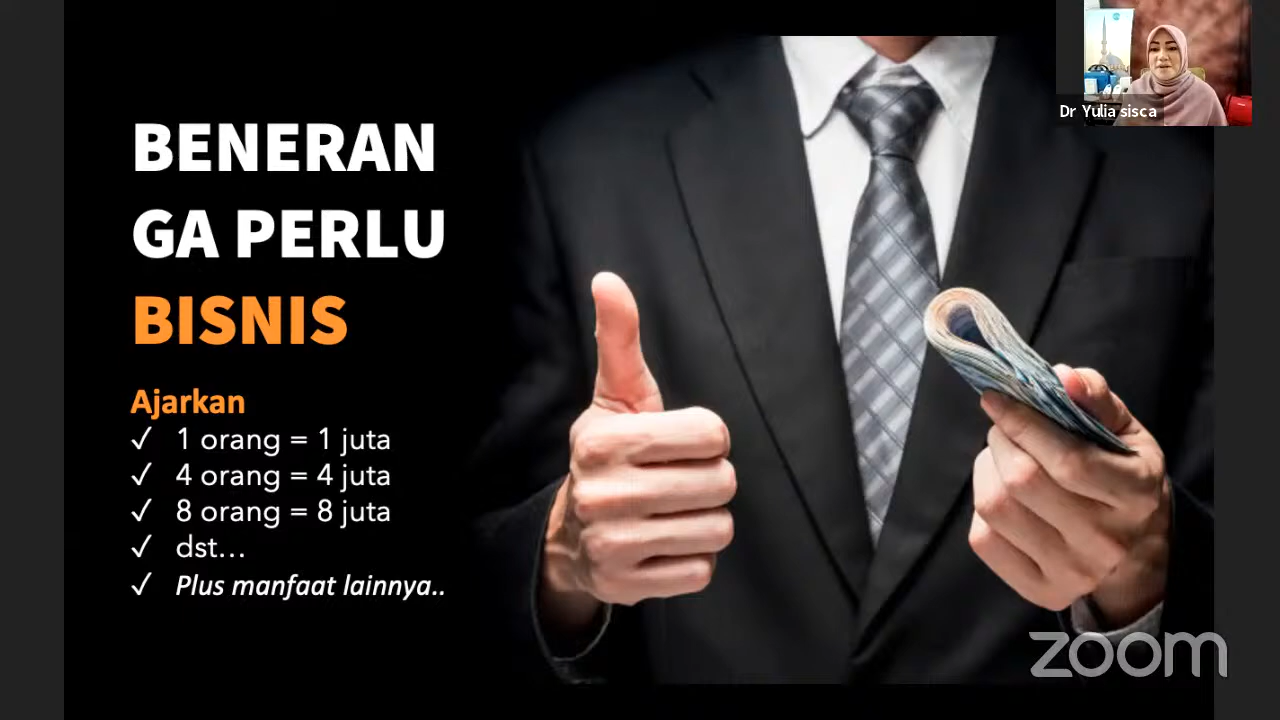 BENERAN
GA PERLU
BISNIS
Ajarkan
✓ 1 orang = 1 juta
✓ 4 orang = 4 juta
✓ 8 orang = 8 juta
✓ dst...
✓ Plus manfaat lainnya..
Dr Yulia sisca
zoom